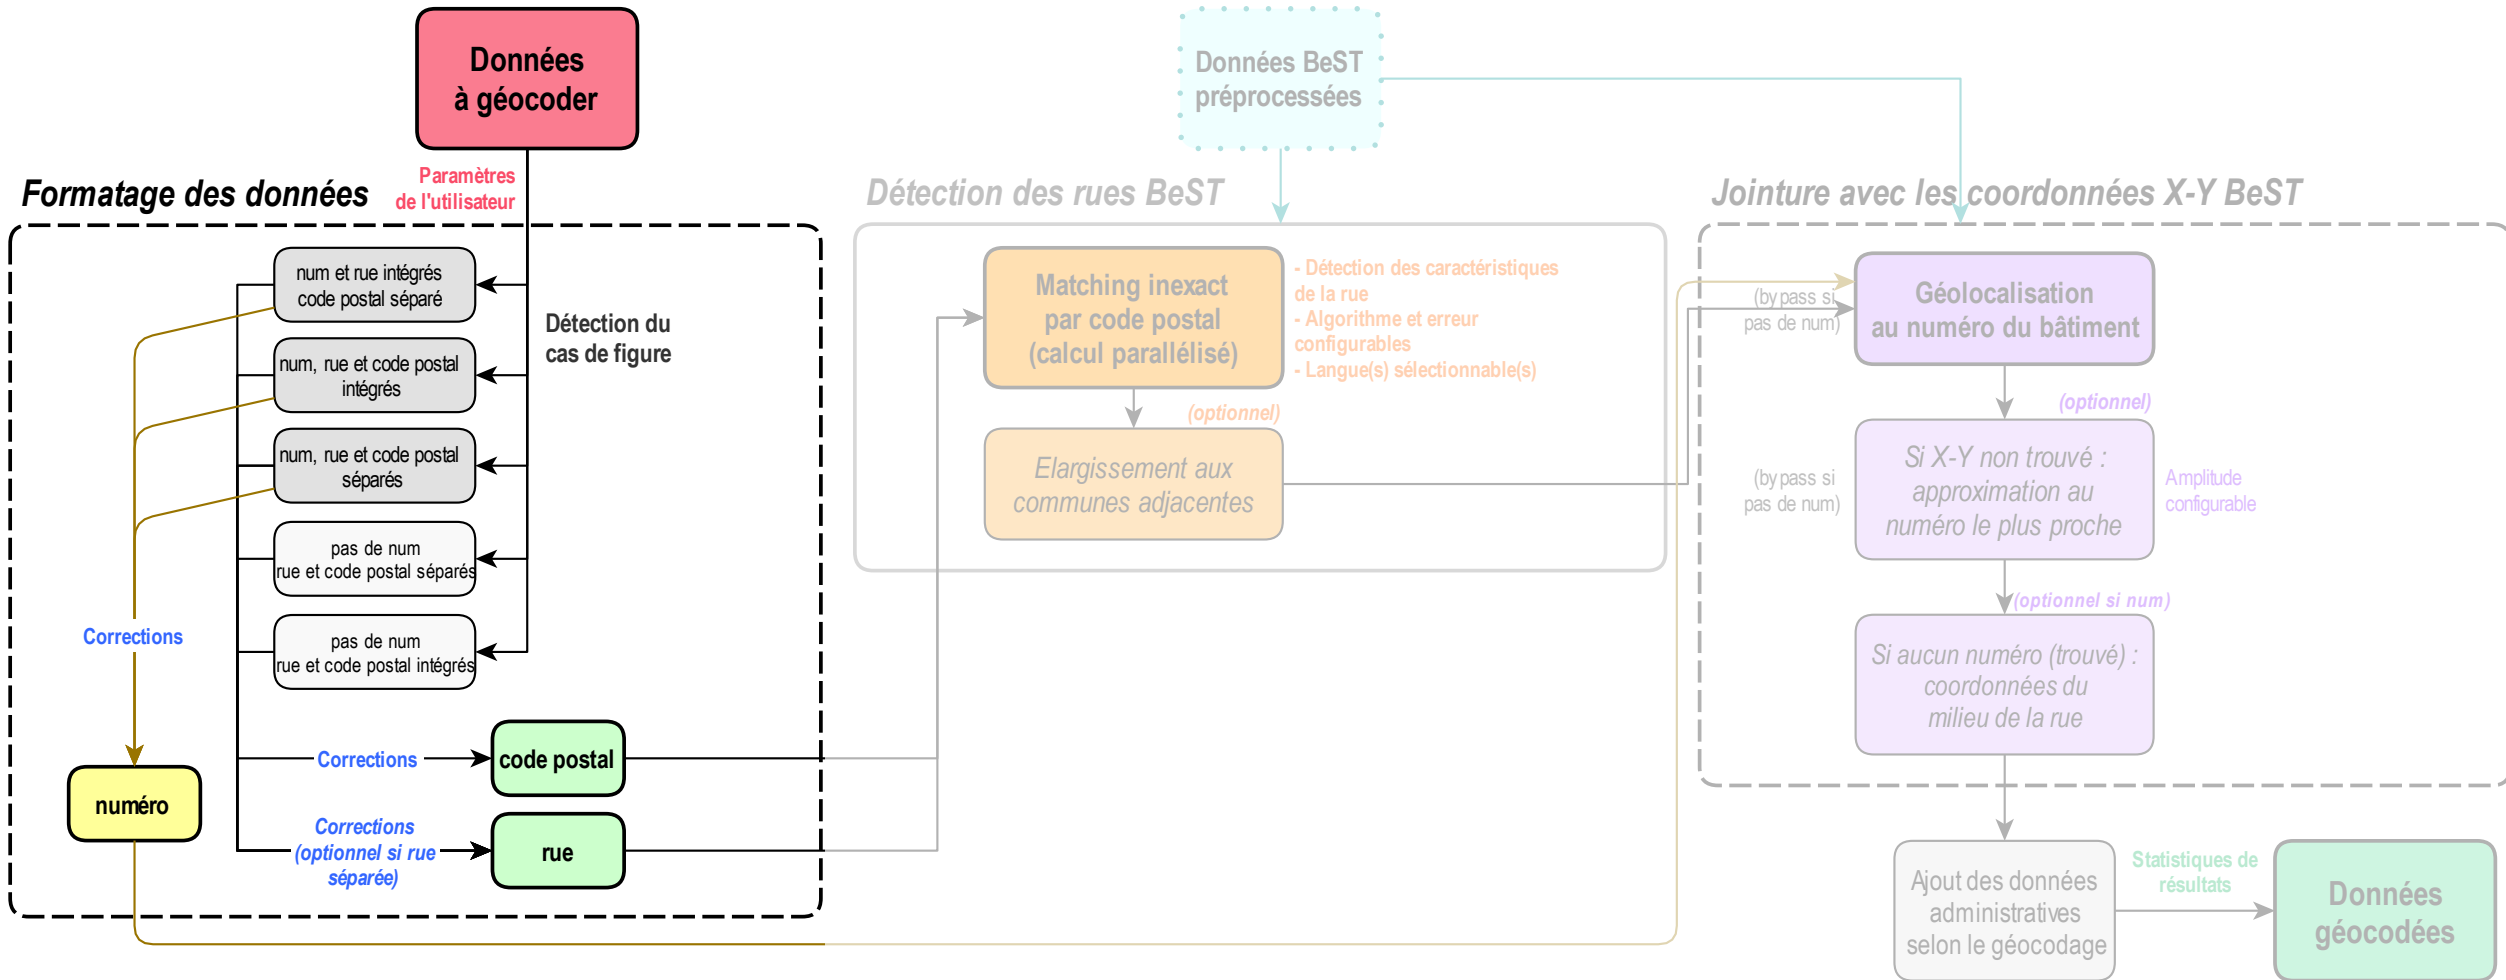 Données
à géocoder
Données BeST
préprocessées
Paramètres
de l'utilisateur
Formatage des données
Détection des rues BeST
Jointure avec les coordonnées X-Y BeST
num et rue intégrés
code postal séparé
num, rue et code postal
intégrés
num, rue et code postal
séparés
pas de num
rue et code postal séparés
pas de num
rue et code postal intégrés
Détection du
cas de figure
Corrections
numéro
Corrections
code postal
Corrections
(optionnel si rue
séparée)
rue
Matching inexact
par code postal
(calcul parallélisé)
- Détection des caractéristiques
de la rue
- Algorithme et erreur
configurables
- Langue(s) sélectionnable(s)
(optionnel)
Elargissement aux
communes adjacentes
(by pass si
pas de num)
Géolocalisation
au numéro du bâtiment
(optionnel)
(by pass si
pas de num)
Si X-Y non trouvé :
approximation au
numéro le plus proche
Amplitude
configurable
(optionnel si num)
Si aucun numéro (trouvé) :
coordonnées du
milieu de la rue
Ajout des données
administratives
selon le géocodage
Statistiques de
résultats
Données
géocodées